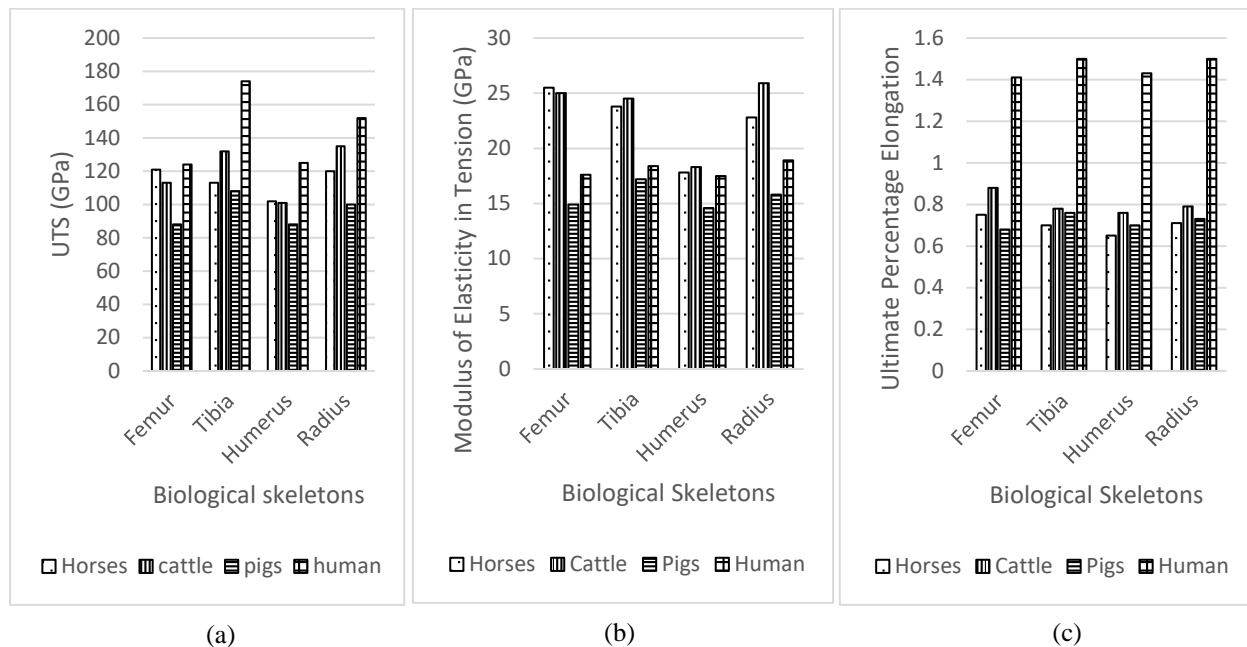 UTS (GPa)
200
180
160
140
120
100
80
60
40
20
0
Femur
Tibia
Humerus
Radius
Biological skeletons
Horses cattle pigs human
(a)
Modulus of Elasticity in Tension (GPa)
30
25
20
15
10
5
0
Femur
Tibia
Humerus
Radius
Biological Skeletons
Horses Cattle Pigs Human
(b)
Ultimate Percentage Elongation
1.6
1.4
1.2
1
0.8
0.6
0.4
0.2
0
Femur
Tibia
Humerus
Radius
Biological Skeletons
Horses Cattle Pigs Human
(c)